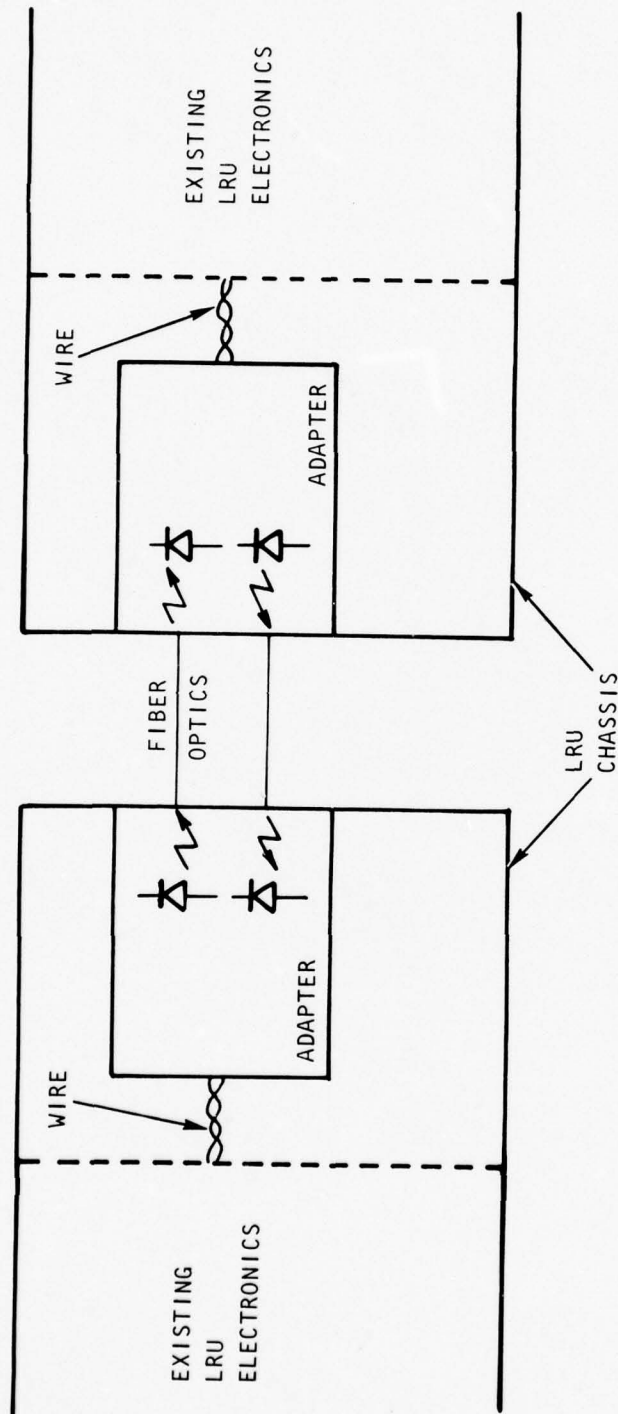 EXISTING
LRU
ELECTRONICS
WIRE
ADAPTER
FIBER
OPTICS
LRU
CHASSIS
ADAPTER
WIRE
EXISTING
LRU
ELECTRONICS